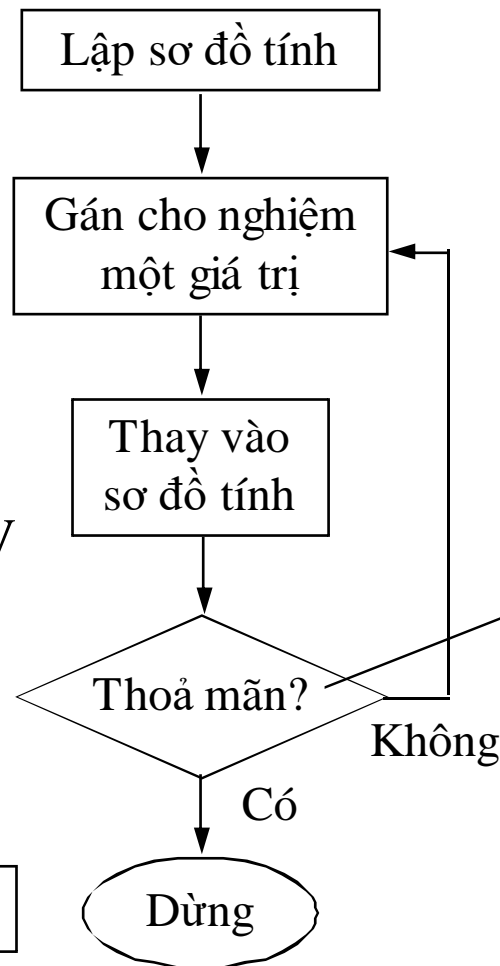 Lập sơ đồ tính
Gán cho nghiệm
một giá trị
Thay vào
sơ đồ tính
Thoả mãn?
Không
Có
Dừng